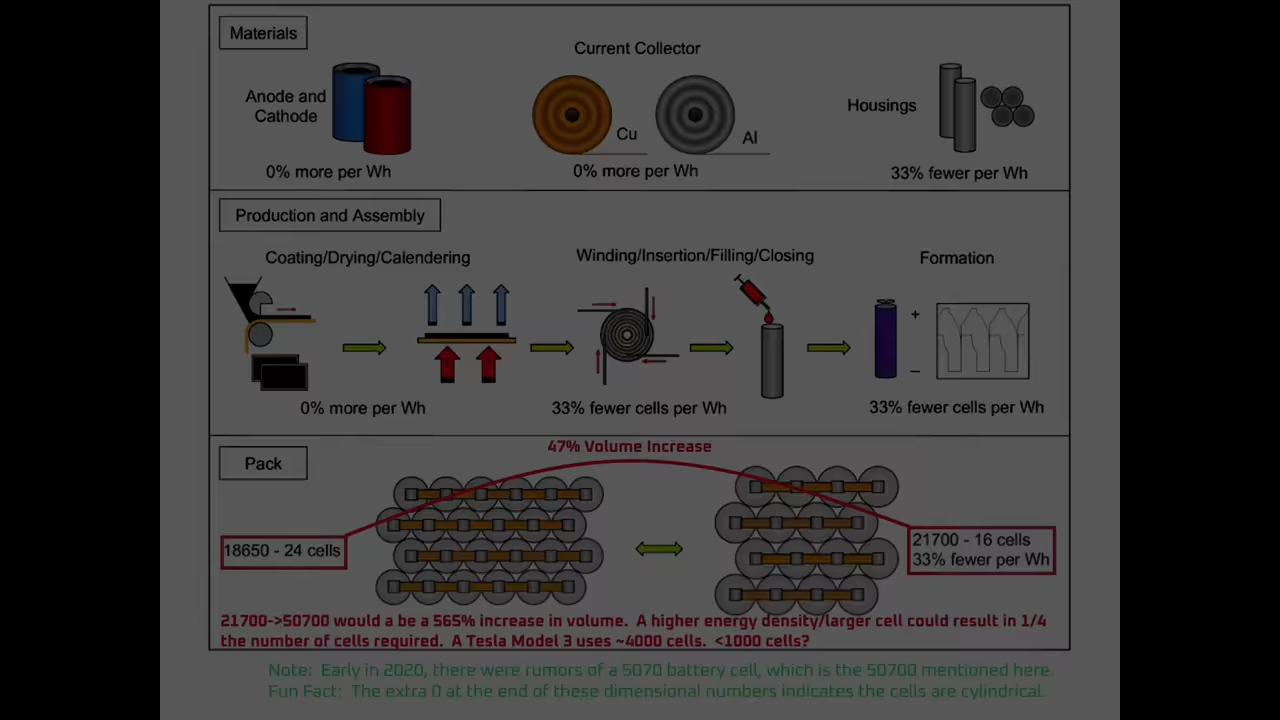 Materials
Current Collector
Anode and
Cathode
Cu
Al
Housings
0% more per Wh
0% more per Wh
33% fewer per Wh
Production and Assembly
Coating/Drying/Calendering
Winding/Insertion/Filling/Closing
Formation
+
–
0% more per Wh
33% fewer cells per Wh
33% fewer cells per Wh
47% Volume Increase
Pack
18650 - 24 cells
21700 - 16 cells
33% fewer per Wh
21700->50700 would a be a 565% increase in volume. A higher energy density/larger cell could result in 1/4
the number of cells required. A Tesla Model 3 uses ~4000 cells. <1000 cells?
Note: Early in 2020, there were rumors of a 5070 battery cell, which is the 50700 mentioned here.
Fun Fact: The extra 0 at the end of these dimensional numbers indicates the cells are cylindrical.